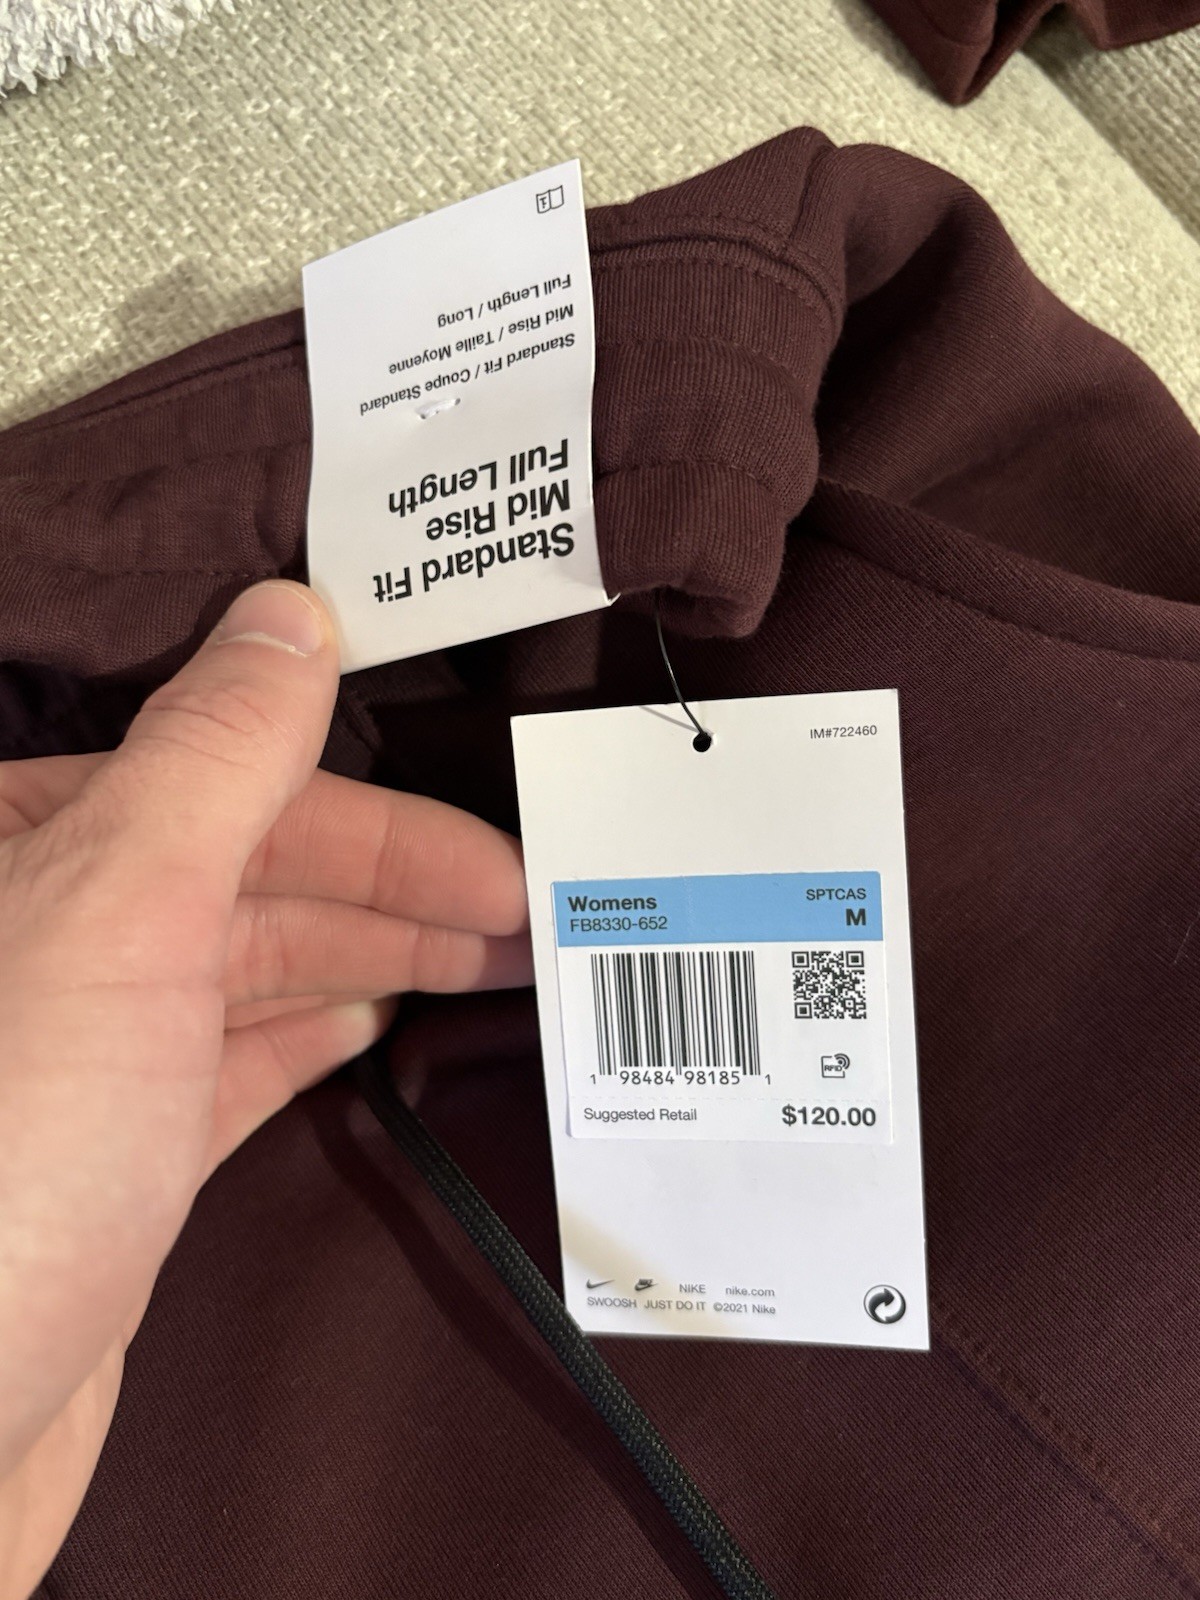 Standard Fit
Mid Rise
Full Length
Standard Fit / Coupe Standard
Mid Rise / Taille Moyenne
Full Length / Long
IM#722460
Womens SPTCAS
FB8330-652 M
1 98484 98185 1
RFID
Suggested Retail $120.00
NIKE nike.com
SWOOSH JUST DO IT ©2021 Nike